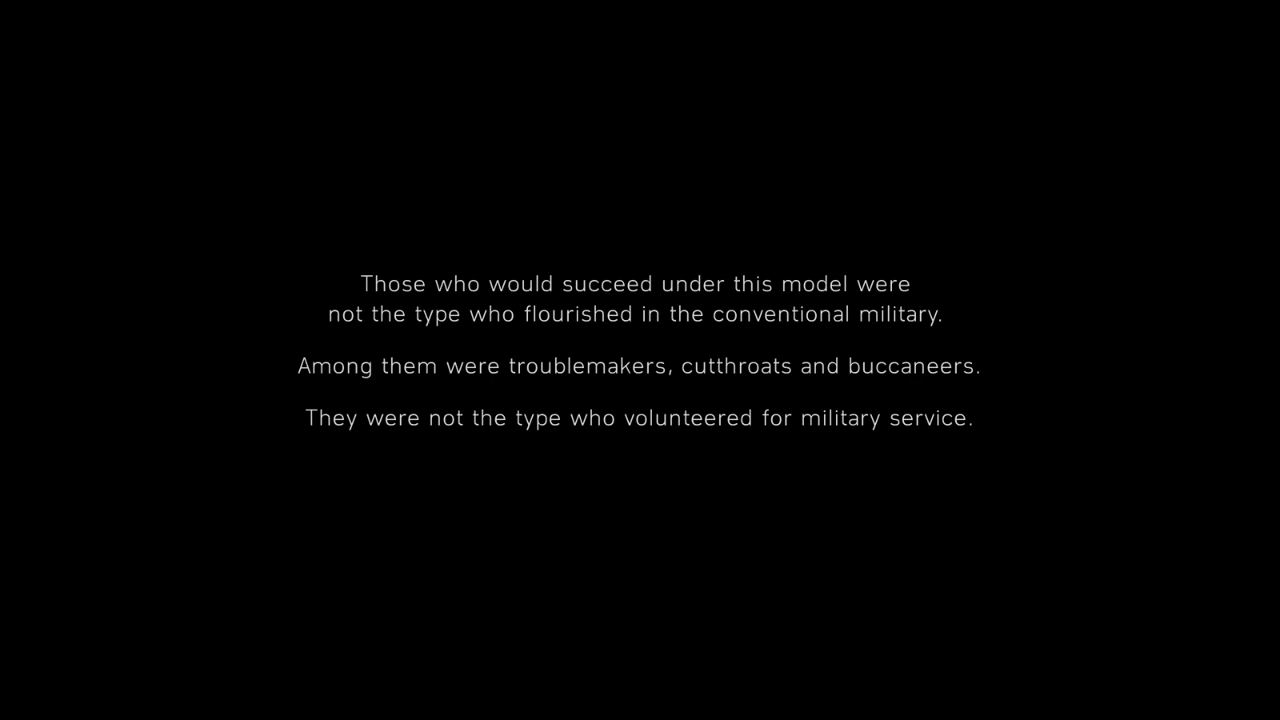 Those who would succeed under this model were
not the type who flourished in the conventional military.
Among them were troublemakers, cutthroats and buccaneers.
They were not the type who volunteered for military service.